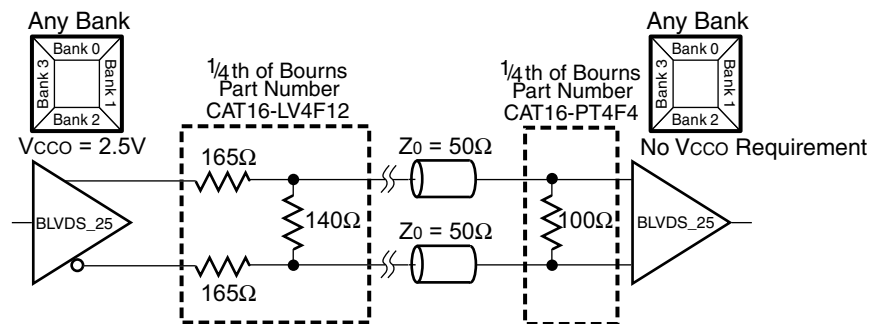 Any Bank
Bank 0
Bank 3
Bank 1
Bank 2
VCCO = 2.5V
1/4th of Bourns
Part Number
CAT16-LV4F12
1/4th of Bourns
Part Number
CAT16-PT4F4
Any Bank
Bank 0
Bank 3
Bank 1
Bank 2
No VCCO Requirement
BLVDS_25
165Ω
140Ω
165Ω
Z0 = 50Ω
Z0 = 50Ω
100Ω
BLVDS_25